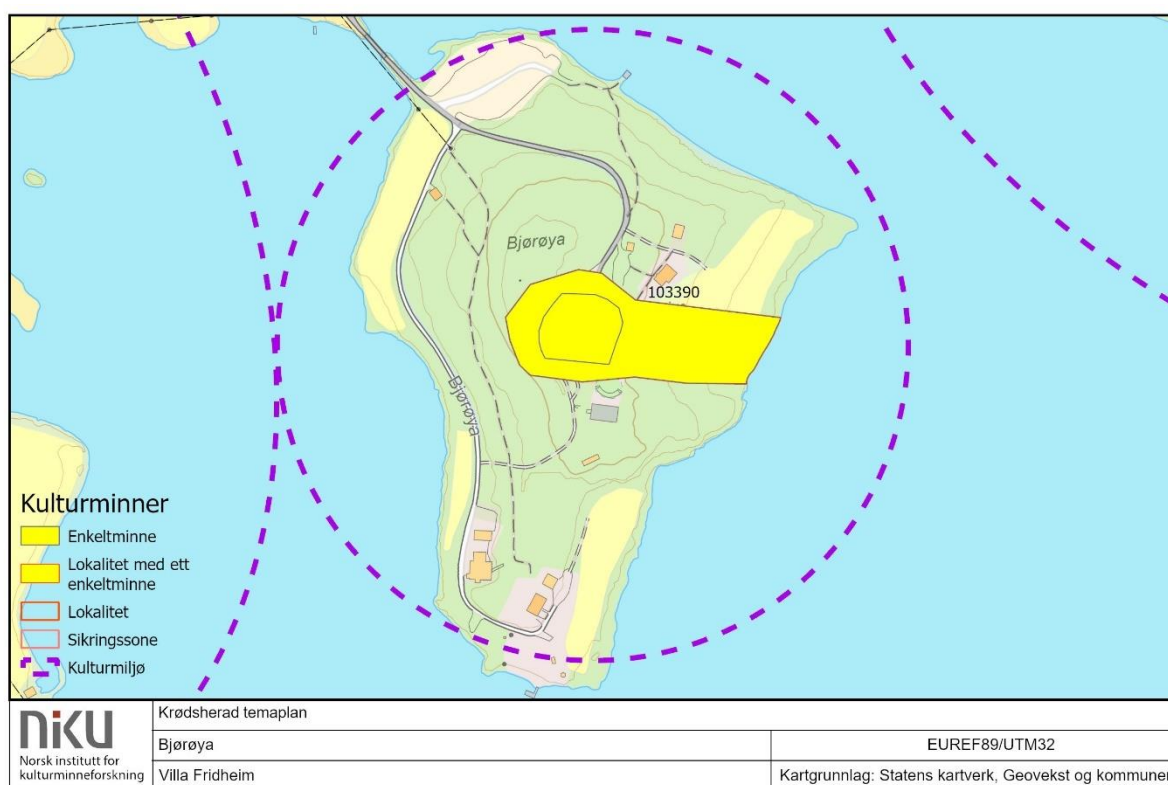 Bjørøya
103390
Bjørøya
Kulturminner
Enkeltminne
Lokalitet med ett
enkeltminne
Lokalitet
Sikringssone
Kulturmiljø
niku
Norsk institutt for
kulturminneforskning
Krødsherad temaplan
Bjørøya
EUREF89/UTM32
Villa Fridheim
Kartgrunnlag: Statens kartverk, Geovekst og kommuner